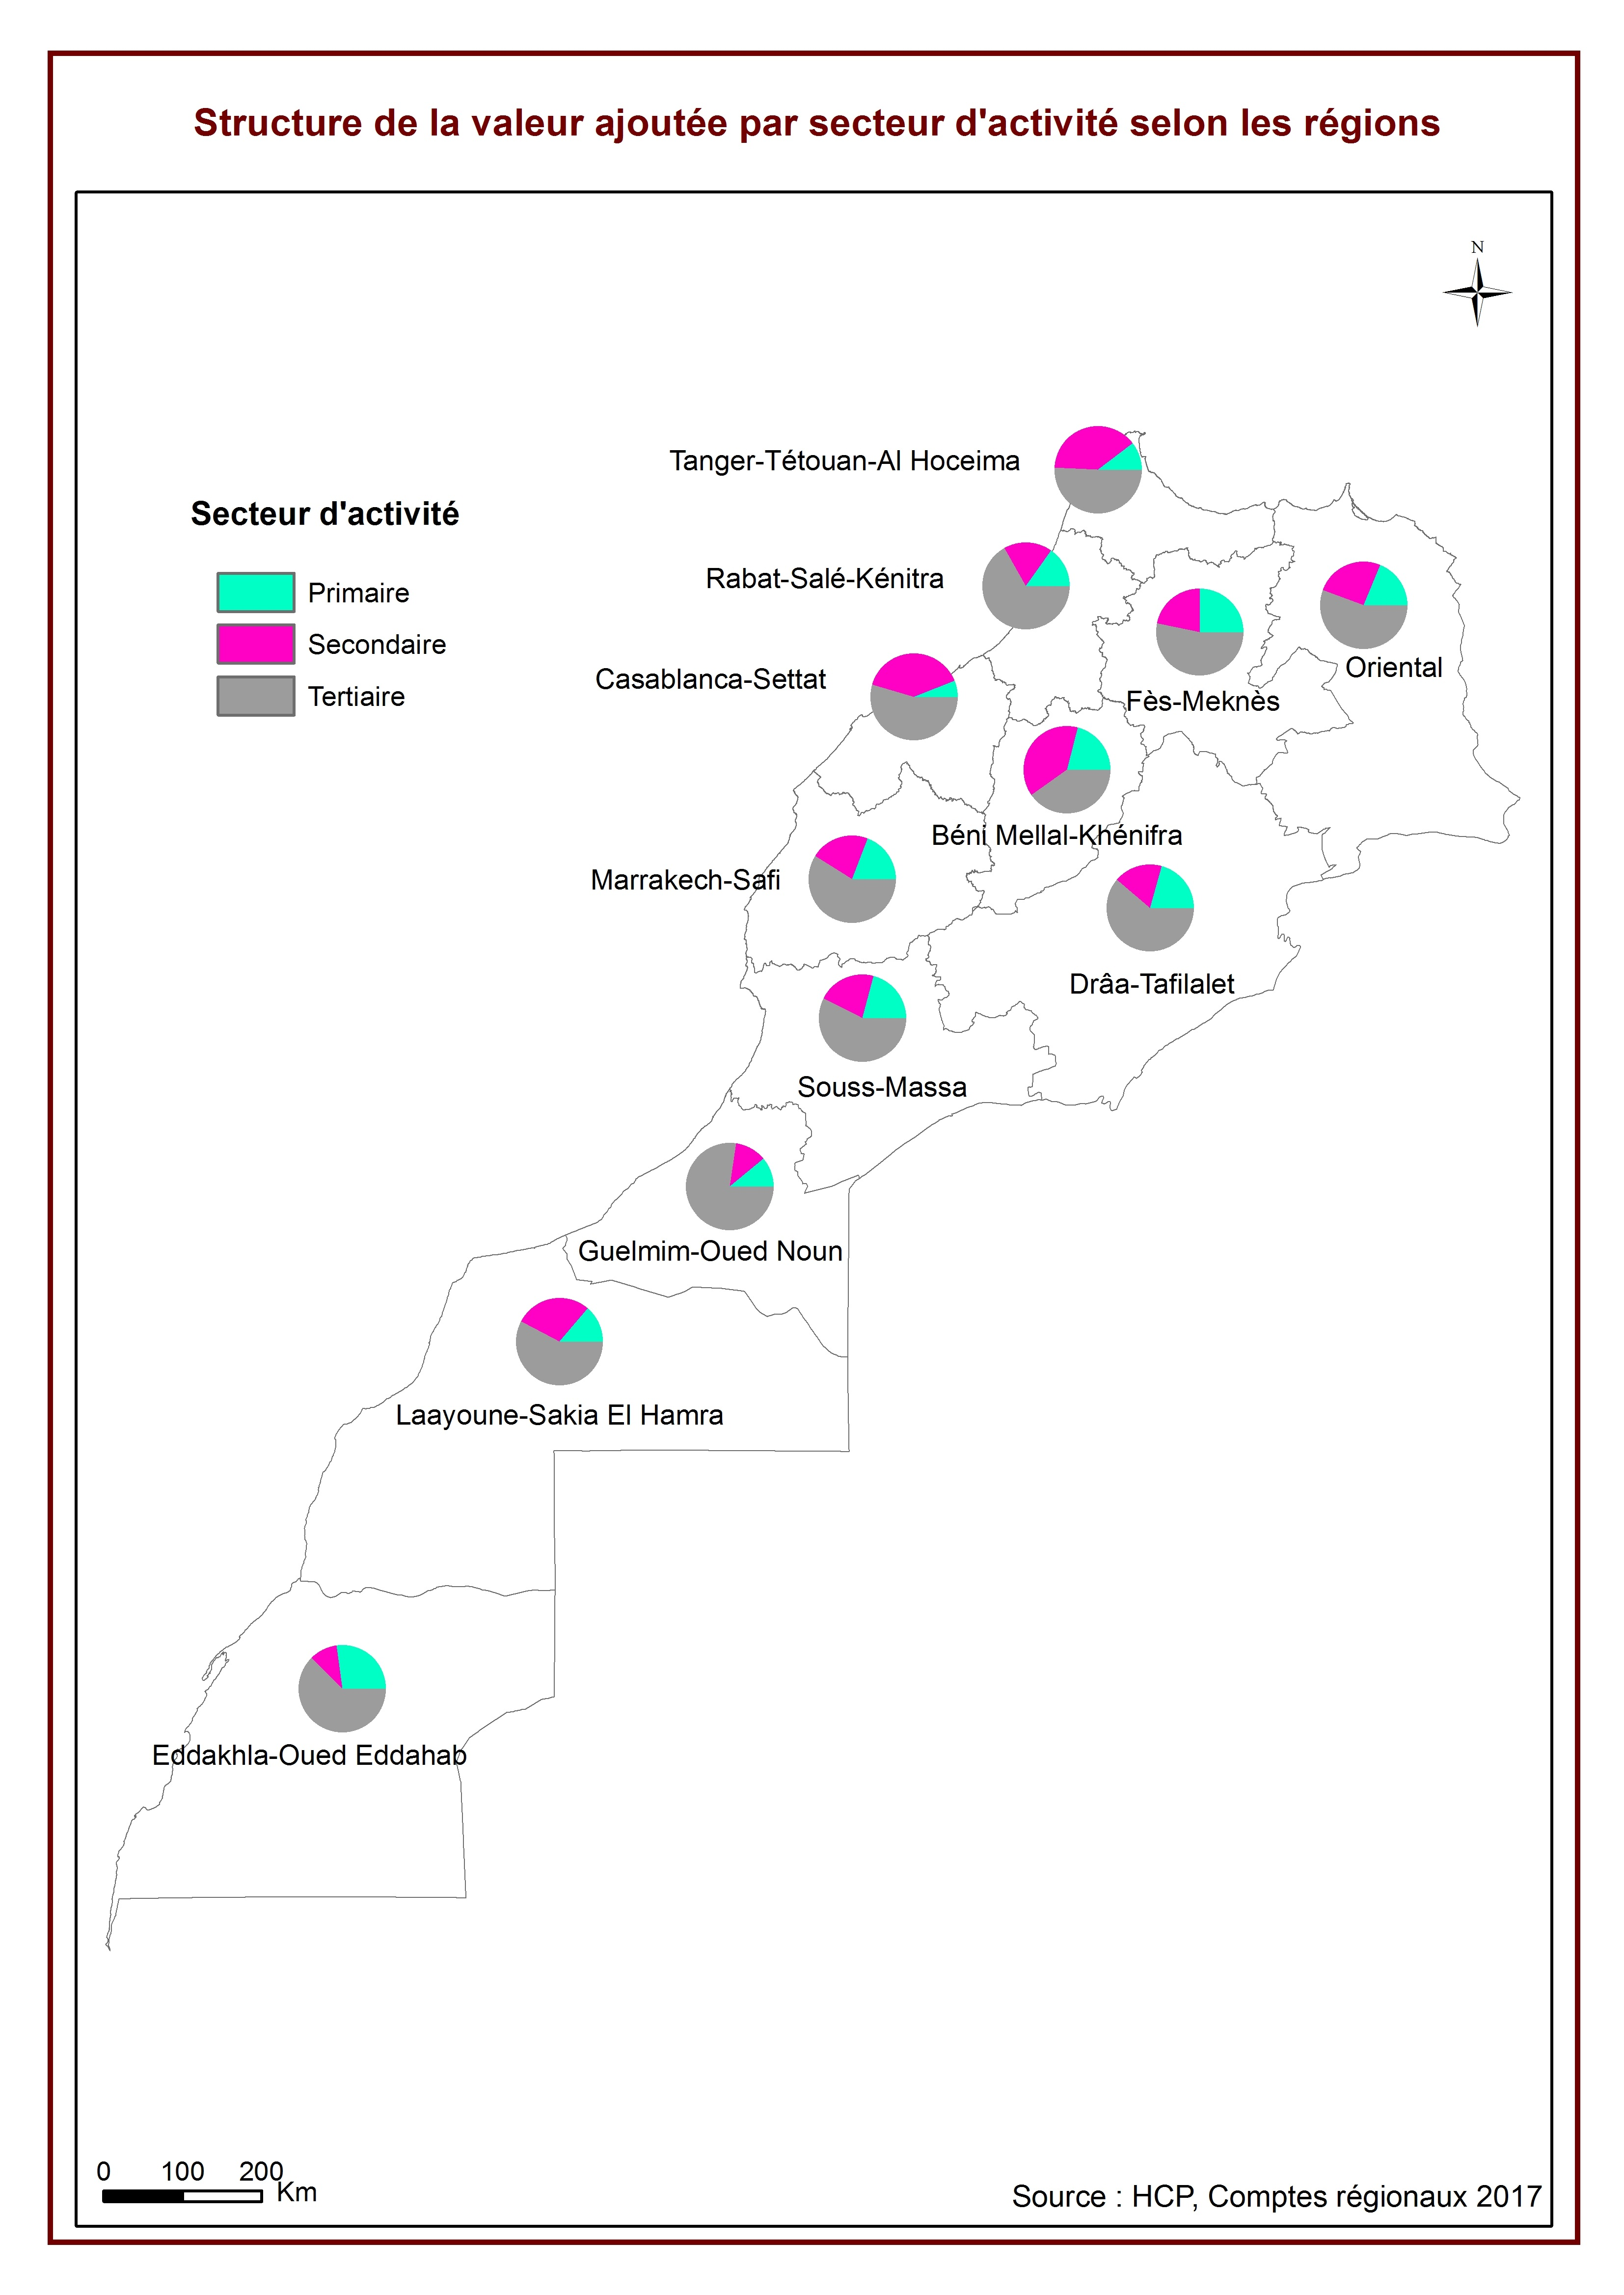 Structure de la valeur ajoutée par secteur d'activité selon les régions
N
Tanger-Tétouan-Al Hoceima
Secteur d'activité
Primaire
Secondaire
Tertiaire
Rabat-Salé-Kénitra
Oriental
Casablanca-Settat
Fès-Meknès
Béni Mellal-Khénifra
Marrakech-Safi
Drâa-Tafilalet
Souss-Massa
Guelmim-Oued Noun
Laayoune-Sakia El Hamra
Eddakhla-Oued Eddahab
0 100 200
Km
Source : HCP, Comptes régionaux 2017